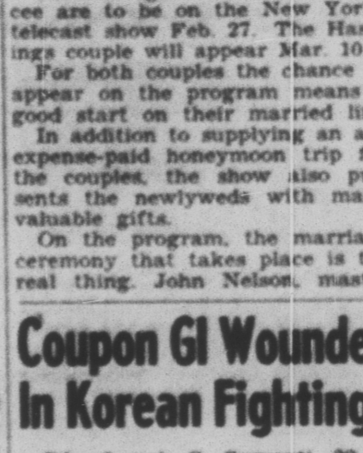 cee are to be on the New Yor
telecast show Feb. 27. The Has
ings couple will appear Mar. 10
For both couples the chance
appear on the program means
good start on their married li
In addition to supplying an
expense-paid honeymoon trip f
the couples, the show also p
sents the newlyweds with ma
valuable gifts.
On the program, the marria
ceremony that takes place is t
real thing. John Nelson, mas
Coupon GI Wounde
In Korean Fighting